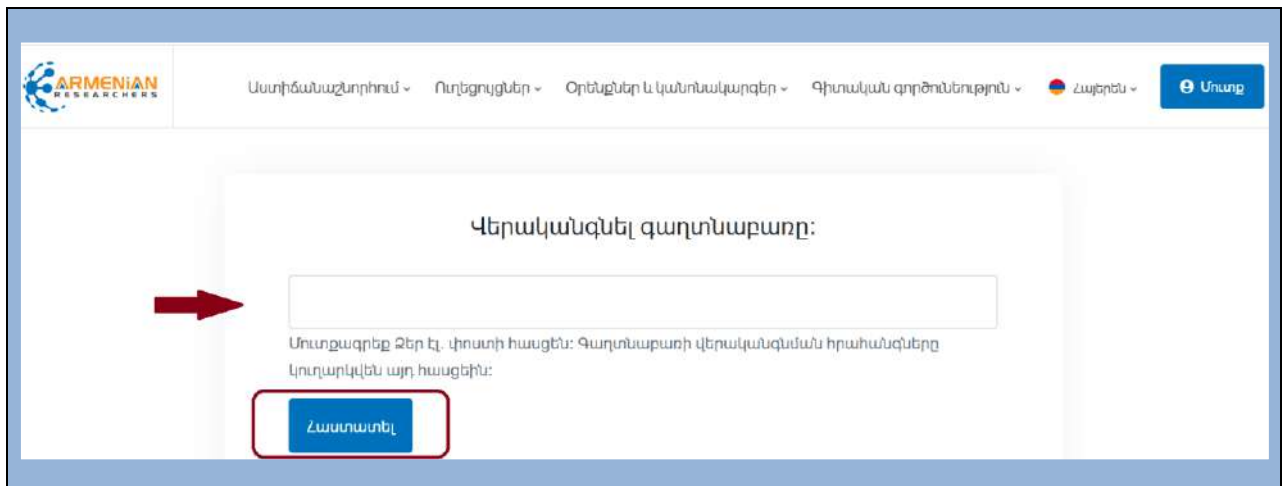 ARMENiAN
RESEARCHERS
Աստիճանաշնորհում Ուղեցույցներ Օրենքներ և կանոնակարգեր Գիտական գործունեություն Հայերեն Մուտք
Վերականգնել գաղտնաբառը:
Մուտքագրեք Ձեր էլ. փոստի հասցեն: Գաղտնաբառի վերականգնման հրահանգները
կուղարկվեն այդ հասցեին:
Հաստատել